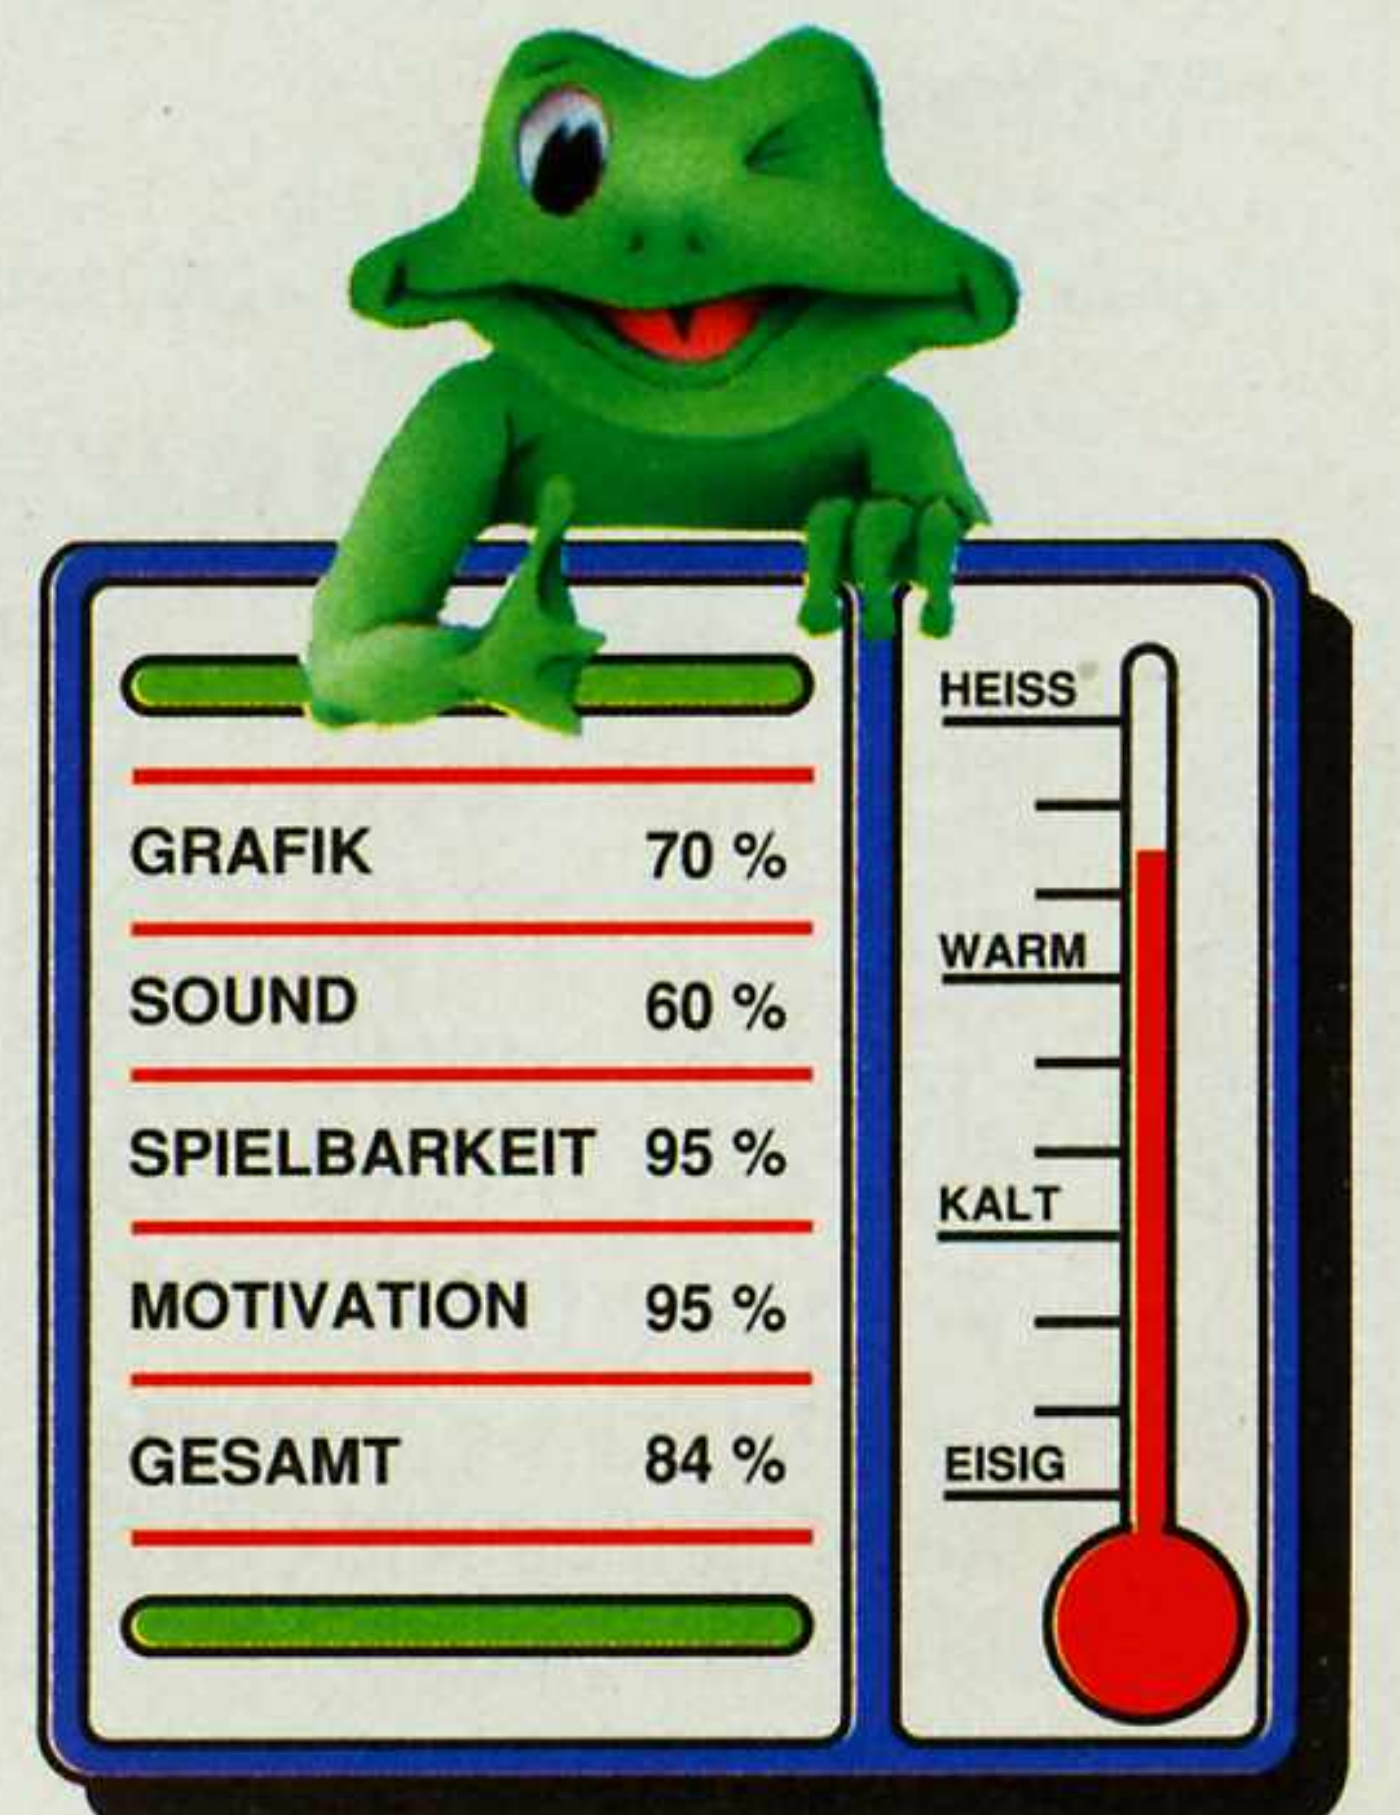 GRAFIK 70 %
SOUND 60 %
SPIELBARKEIT 95 %
MOTIVATION 95 %
GESAMT 84 %
HEISS
WARM
KALT
EISIG